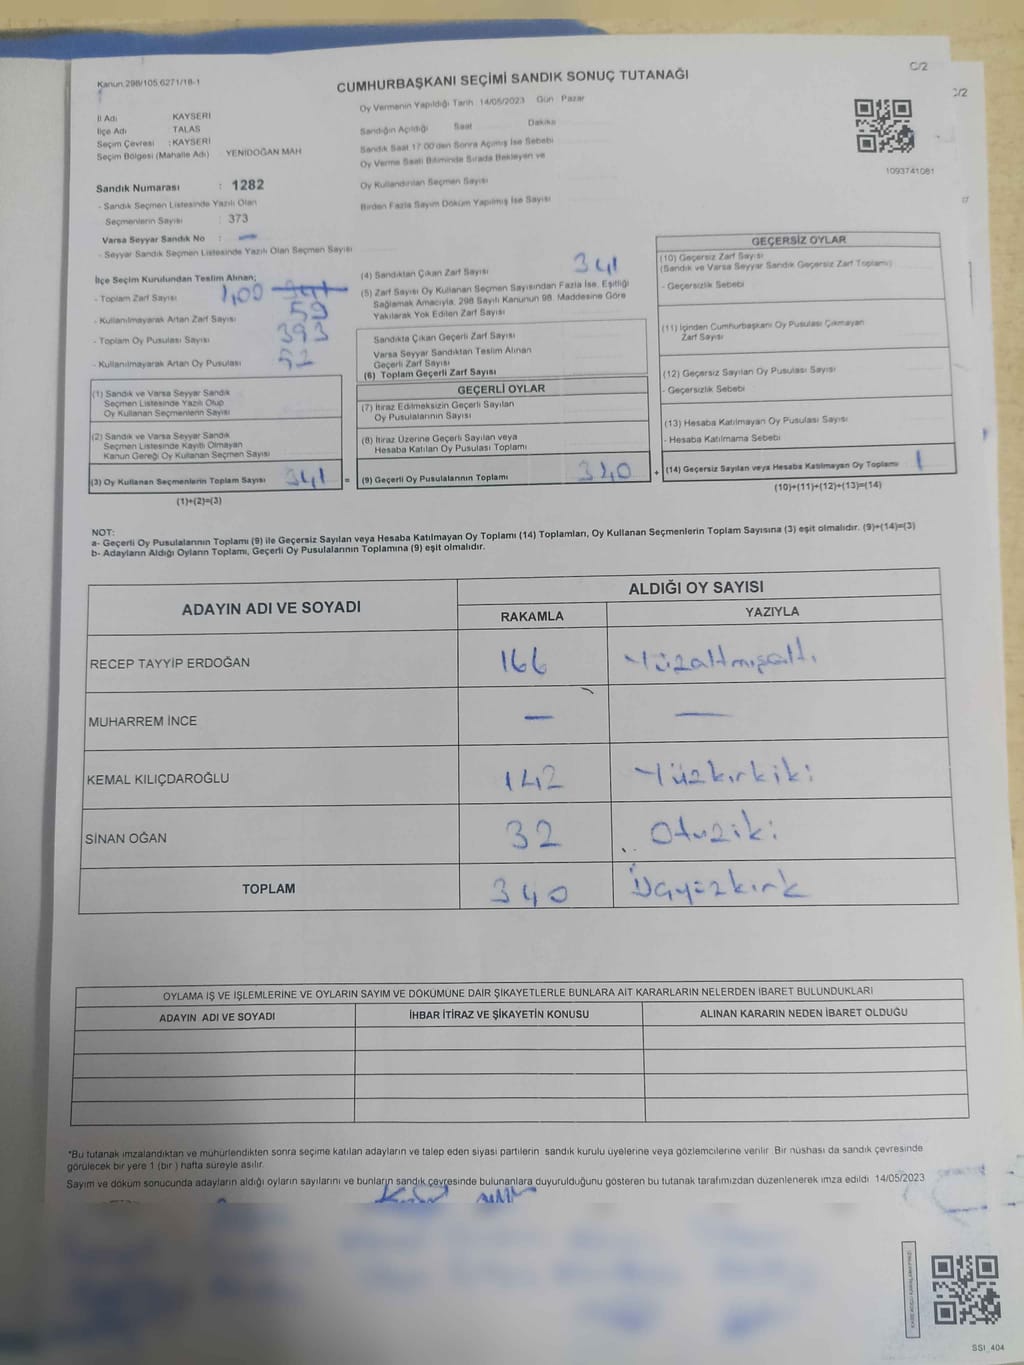 Kanun 298/105 6271/18-1
CUMHURBAŞKANI SEÇİMİ SANDIK SONUÇ TUTANAĞI
C/2
C/2
Oy Vermenin Yapıldığı Tarih 14/05/2023 Gün Pazar
İl Adı KAYSERİ
İlçe Adı TALAS
Seçim Çevresi : KAYSERİ
Seçim Bölgesi (Mahalle Adı) YENİDOĞAN MAH
Sandığın Açıldığı Saat Dakika
Sandık Saat 17 00'den Sonra Açımış İse Sebebi
Oy Verme Saati Bitiminde Sırada Bekleyen ve
Oy Kullandırılan Seçmen Sayısı
Birden Fazla Sayım Döküm Yapılmış İse Sayısı
1093741081
Sandık Numarası : 1282
- Sandık Seçmen Listesinde Yazılı Olan
Seçmenlerin Sayısı : 373
Varsa Seyyar Sandık No : —
- Seyyar Sandık Seçmen Listesinde Yazılı Olan Seçmen Sayısı
İlçe Seçim Kurulundan Teslim Alınan;
- Toplam Zarf Sayısı
- Kullanılmayarak Artan Zarf Sayısı 59
- Toplam Oy Pusulası Sayısı 393
- Kullanılmayarak Artan Oy Pusulası 52
(1) Sandık ve Varsa Seyyar Sandık
Seçmen Listesinde Yazılı Olup
Oy Kullanan Seçmenlerin Sayısı
(2) Sandık ve Varsa Seyyar Sandık
Seçmen Listesinde Kayıtlı Olmayan
Kanun Gereği Oy Kullanan Seçmen Sayısı
(3) Oy Kullanan Seçmenlerin Toplam Sayısı 341 =
(1)+(2)=(3)
(4) Sandıktan Çıkan Zarf Sayısı 341
(5) Zarf Sayısı Oy Kullanan Seçmen Sayısından Fazla İse, Eşitliği
Sağlamak Amacıyla, 298 Sayılı Kanunun 98. Maddesine Göre
Yakılarak Yok Edilen Zarf Sayısı
Sandıkta Çıkan Geçerli Zarf Sayısı
Varsa Seyyar Sandıktan Teslim Alınan
Geçerli Zarf Sayısı
(6) Toplam Geçerli Zarf Sayısı
GEÇERLİ OYLAR
(7) İtiraz Edilmeksizin Geçerli Sayılan
Oy Pusulalarının Sayısı
(8) İtiraz Üzerine Geçerli Sayılan veya
Hesaba Katılan Oy Pusulası Toplamı
(9) Geçerli Oy Pusulalarının Toplamı 340 +
GEÇERSİZ OYLAR
(10) Geçersiz Zarf Sayısı
(Sandık ve Varsa Seyyar Sandık Geçersiz Zarf Toplamı)
- Geçersizlik Sebebi
(11) İçinden Cumhurbaşkanı Oy Pusulası Çıkmayan
Zarf Sayısı
(12) Geçersiz Sayılan Oy Pusulası Sayısı
- Geçersizlik Sebebi
(13) Hesaba Katılmayan Oy Pusulası Sayısı
- Hesaba Katılmama Sebebi
(14) Geçersiz Sayılan veya Hesaba Katılmayan Oy Toplamı 1
(10)+(11)+(12)+(13)=(14)
NOT:
a- Geçerli Oy Pusulalarının Toplamı (9) ile Geçersiz Sayılan veya Hesaba Katılmayan Oy Toplamı (14) Toplamları, Oy Kullanan Seçmenlerin Toplam Sayısına (3) eşit olmalıdır. (9)+(14)=(3)
b- Adayların Aldığı Oyların Toplamı, Geçerli Oy Pusulalarının Toplamına (9) eşit olmalıdır.
ADAYIN ADI VE SOYADI ALDIĞI OY SAYISI
RAKAMLA YAZIYLA
RECEP TAYYİP ERDOĞAN 166 Yüzaltmışaltı
MUHARREM İNCE — —
KEMAL KILIÇDAROĞLU 142 Yüzkırkiki
SİNAN OĞAN 32 Otuziki
TOPLAM 340 Üçyüzkırk
OYLAMA İŞ VE İŞLEMLERİNE VE OYLARIN SAYIM VE DÖKÜMÜNE DAİR ŞİKAYETLERLE BUNLARA AİT KARARLARIN NELERDEN İBARET BULUNDUKLARI
ADAYIN ADI VE SOYADI İHBAR İTİRAZ VE ŞİKAYETİN KONUSU ALINAN KARARIN NEDEN İBARET OLDUĞU
*Bu tutanak imzalandıktan ve mühürlendikten sonra seçime katılan adayların ve talep eden siyasi partilerin sandık kurulu üyelerine veya gözlemcilerine verilir. Bir nüshası da sandık çevresinde
görülecek bir yere 1 (bir ) hafta süreyle asılır.
Sayım ve döküm sonucunda adayların aldığı oyların sayılarını ve bunların sandık çevresinde bulunanlara duyurulduğunu gösteren bu tutanak tarafımızdan düzenlenerek imza edildi 14/05/2023
SSI_404